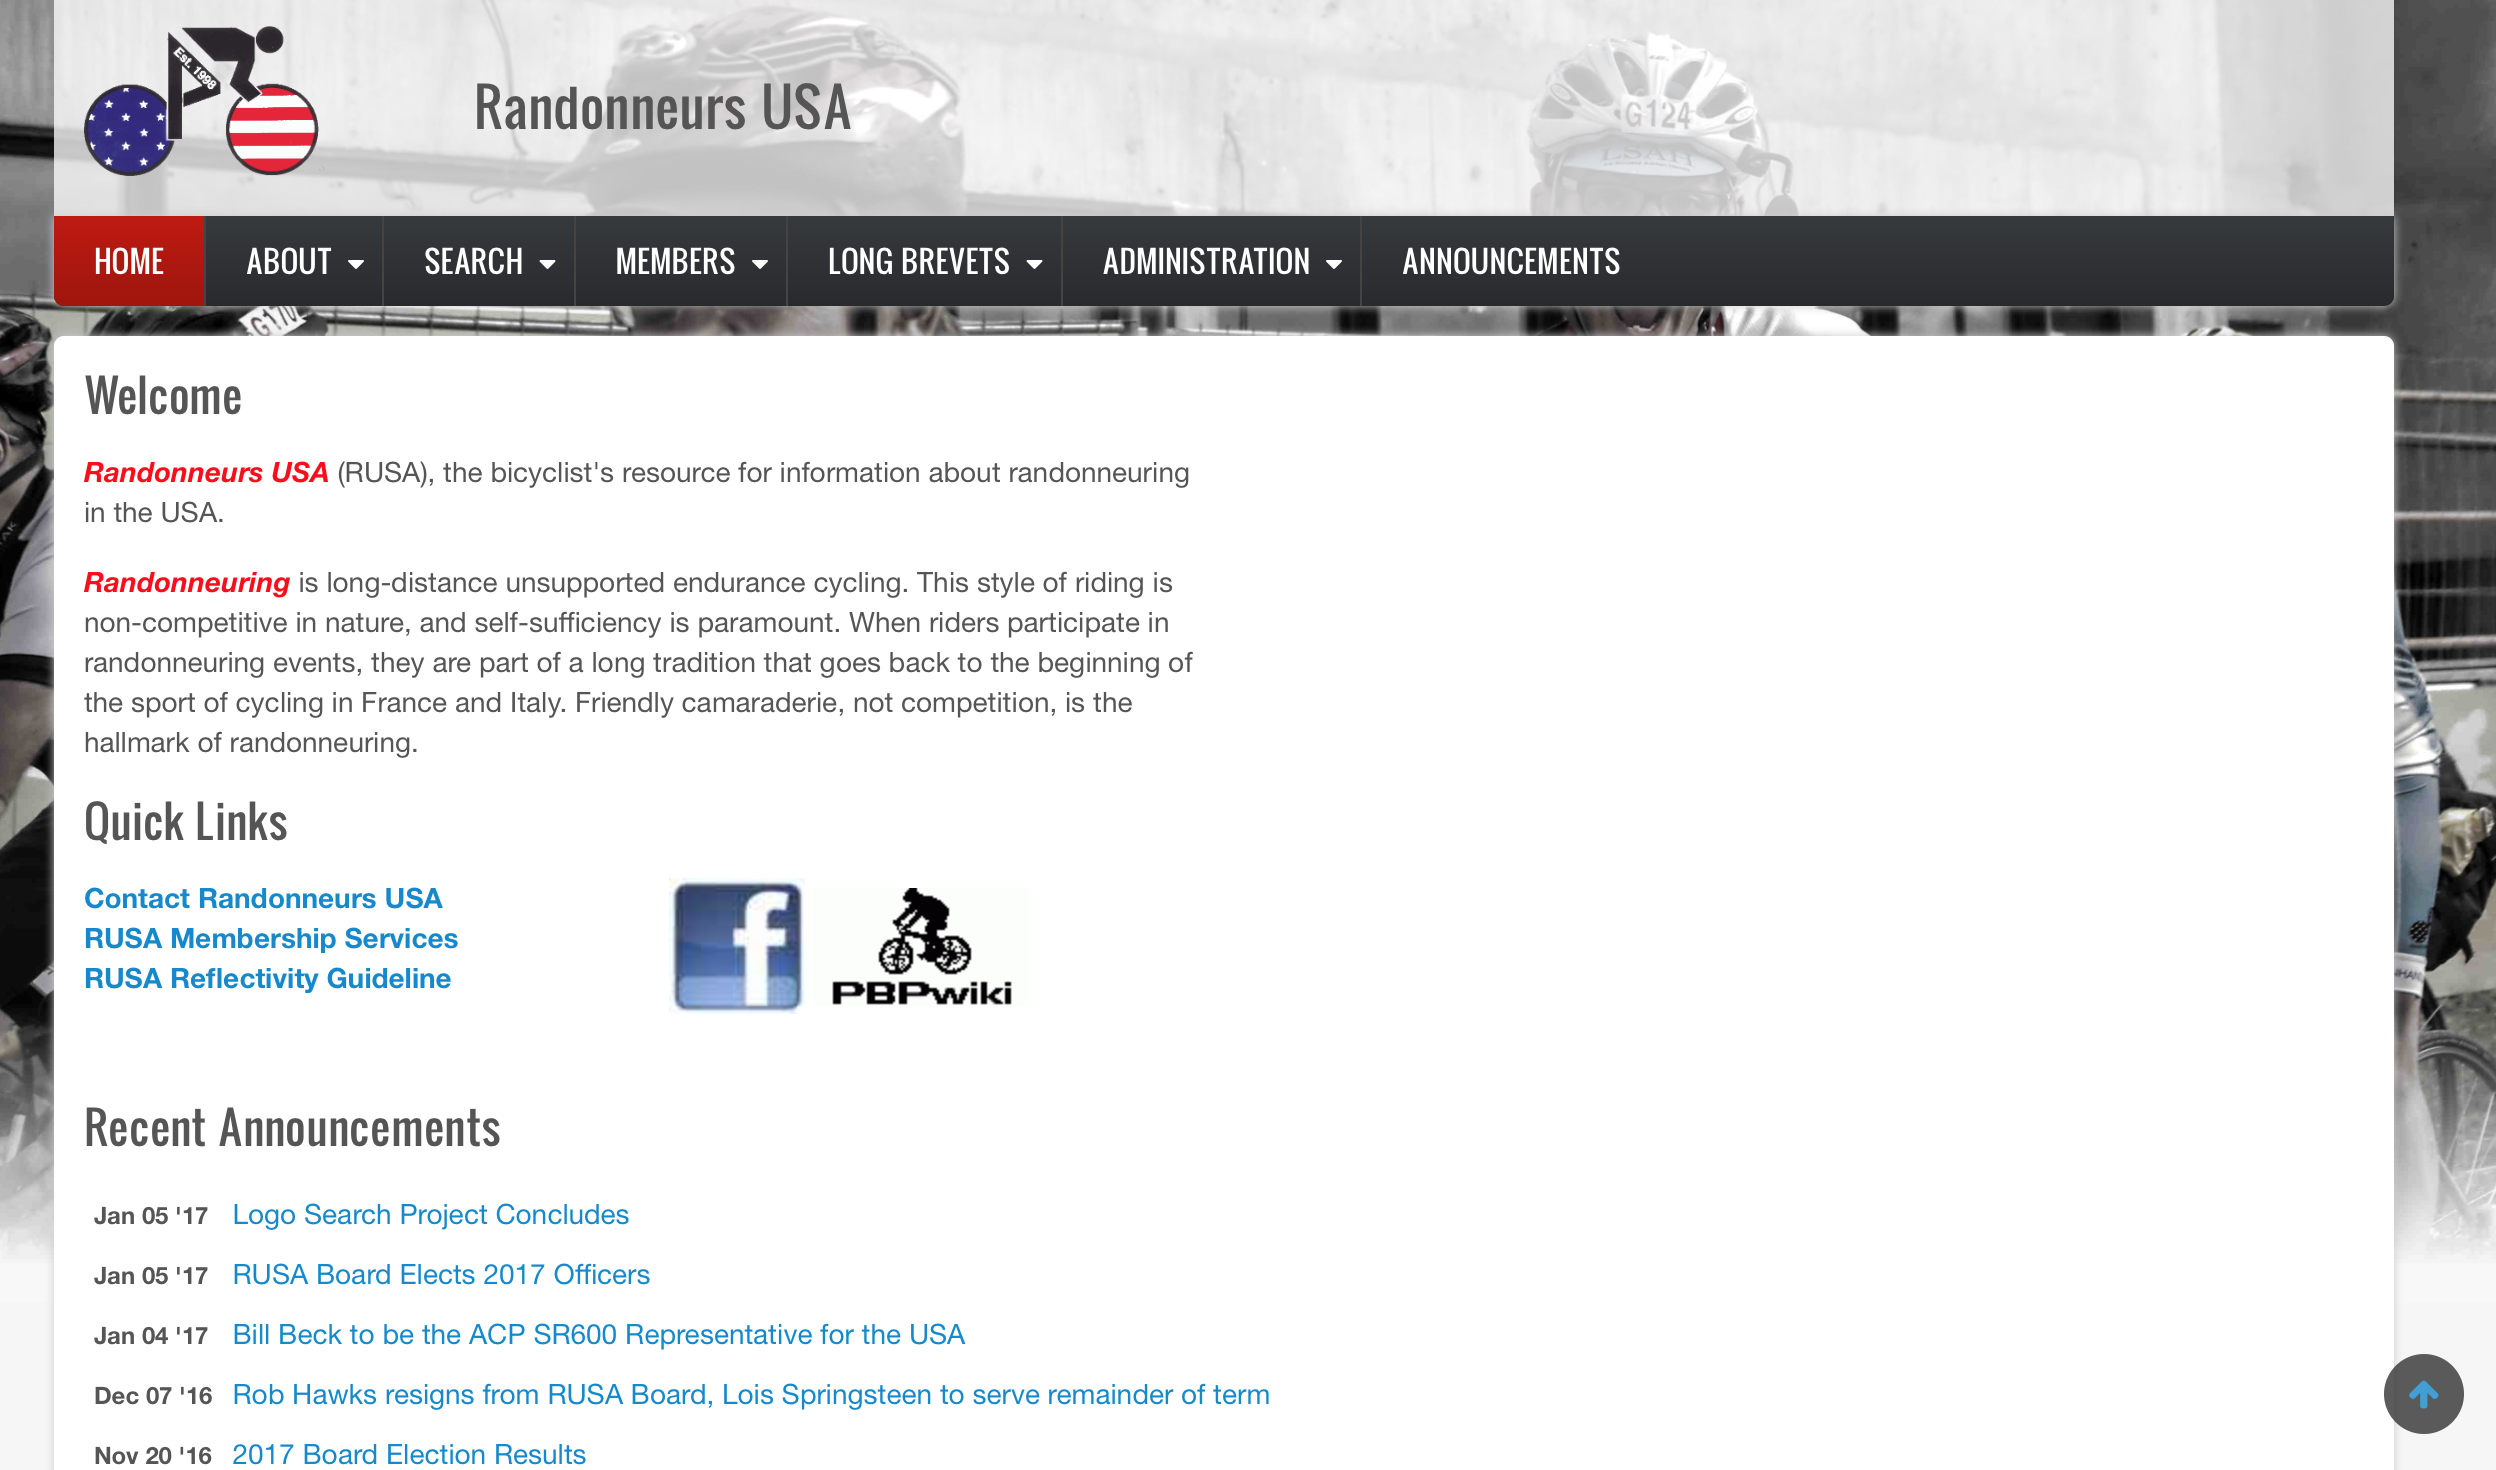 Est. 1998
Randonneurs USA
G124
LSAH
HOME
ABOUT
SEARCH
MEMBERS
LONG BREVETS
ADMINISTRATION
ANNOUNCEMENTS
G170
Welcome
Randonneurs USA (RUSA), the bicyclist's resource for information about randonneuring
in the USA.
Randonneuring is long-distance unsupported endurance cycling. This style of riding is
non-competitive in nature, and self-sufficiency is paramount. When riders participate in
randonneuring events, they are part of a long tradition that goes back to the beginning of
the sport of cycling in France and Italy. Friendly camaraderie, not competition, is the
hallmark of randonneuring.
Quick Links
Contact Randonneurs USA
RUSA Membership Services
RUSA Reflectivity Guideline
f
PBPwiki
Recent Announcements
Jan 05 '17 Logo Search Project Concludes
Jan 05 '17 RUSA Board Elects 2017 Officers
Jan 04 '17 Bill Beck to be the ACP SR600 Representative for the USA
Dec 07 '16 Rob Hawks resigns from RUSA Board, Lois Springsteen to serve remainder of term
Nov 20 '16 2017 Board Election Results